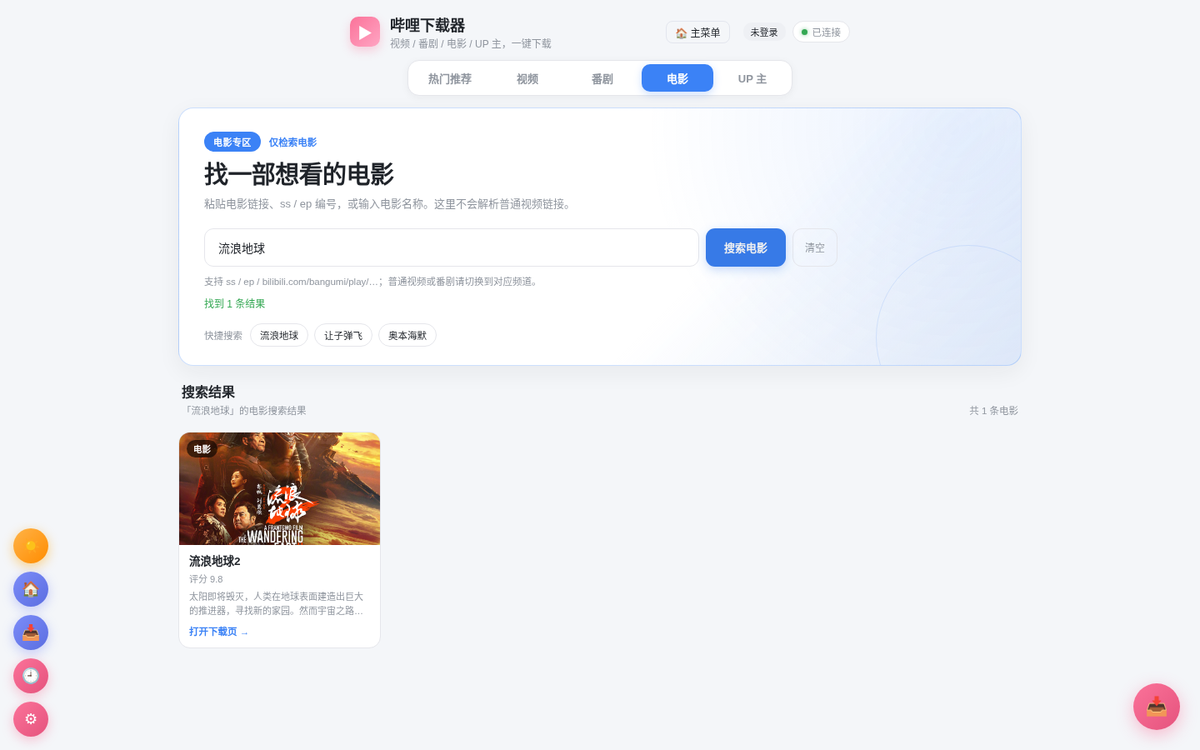 哔哩下载器
视频 / 番剧 / 电影 / UP 主，一键下载
🏠 主菜单
未登录
已连接
热门推荐
视频
番剧
电影
UP 主
电影专区
仅检索电影
找一部想看的电影
粘贴电影链接、ss / ep 编号，或输入电影名称。这里不会解析普通视频链接。
流浪地球
搜索电影
清空
支持 ss / ep / bilibili.com/bangumi/play/…；普通视频或番剧请切换到对应频道。
找到 1 条结果
快捷搜索
流浪地球
让子弹飞
奥本海默
搜索结果
「流浪地球」的电影搜索结果
共 1 条电影
电影
流浪
地球
THE WANDERING
流浪地球2
评分 9.8
太阳即将毁灭，人类在地球表面建造出巨大
的推进器，寻找新的家园。然而宇宙之路…
打开下载页 →